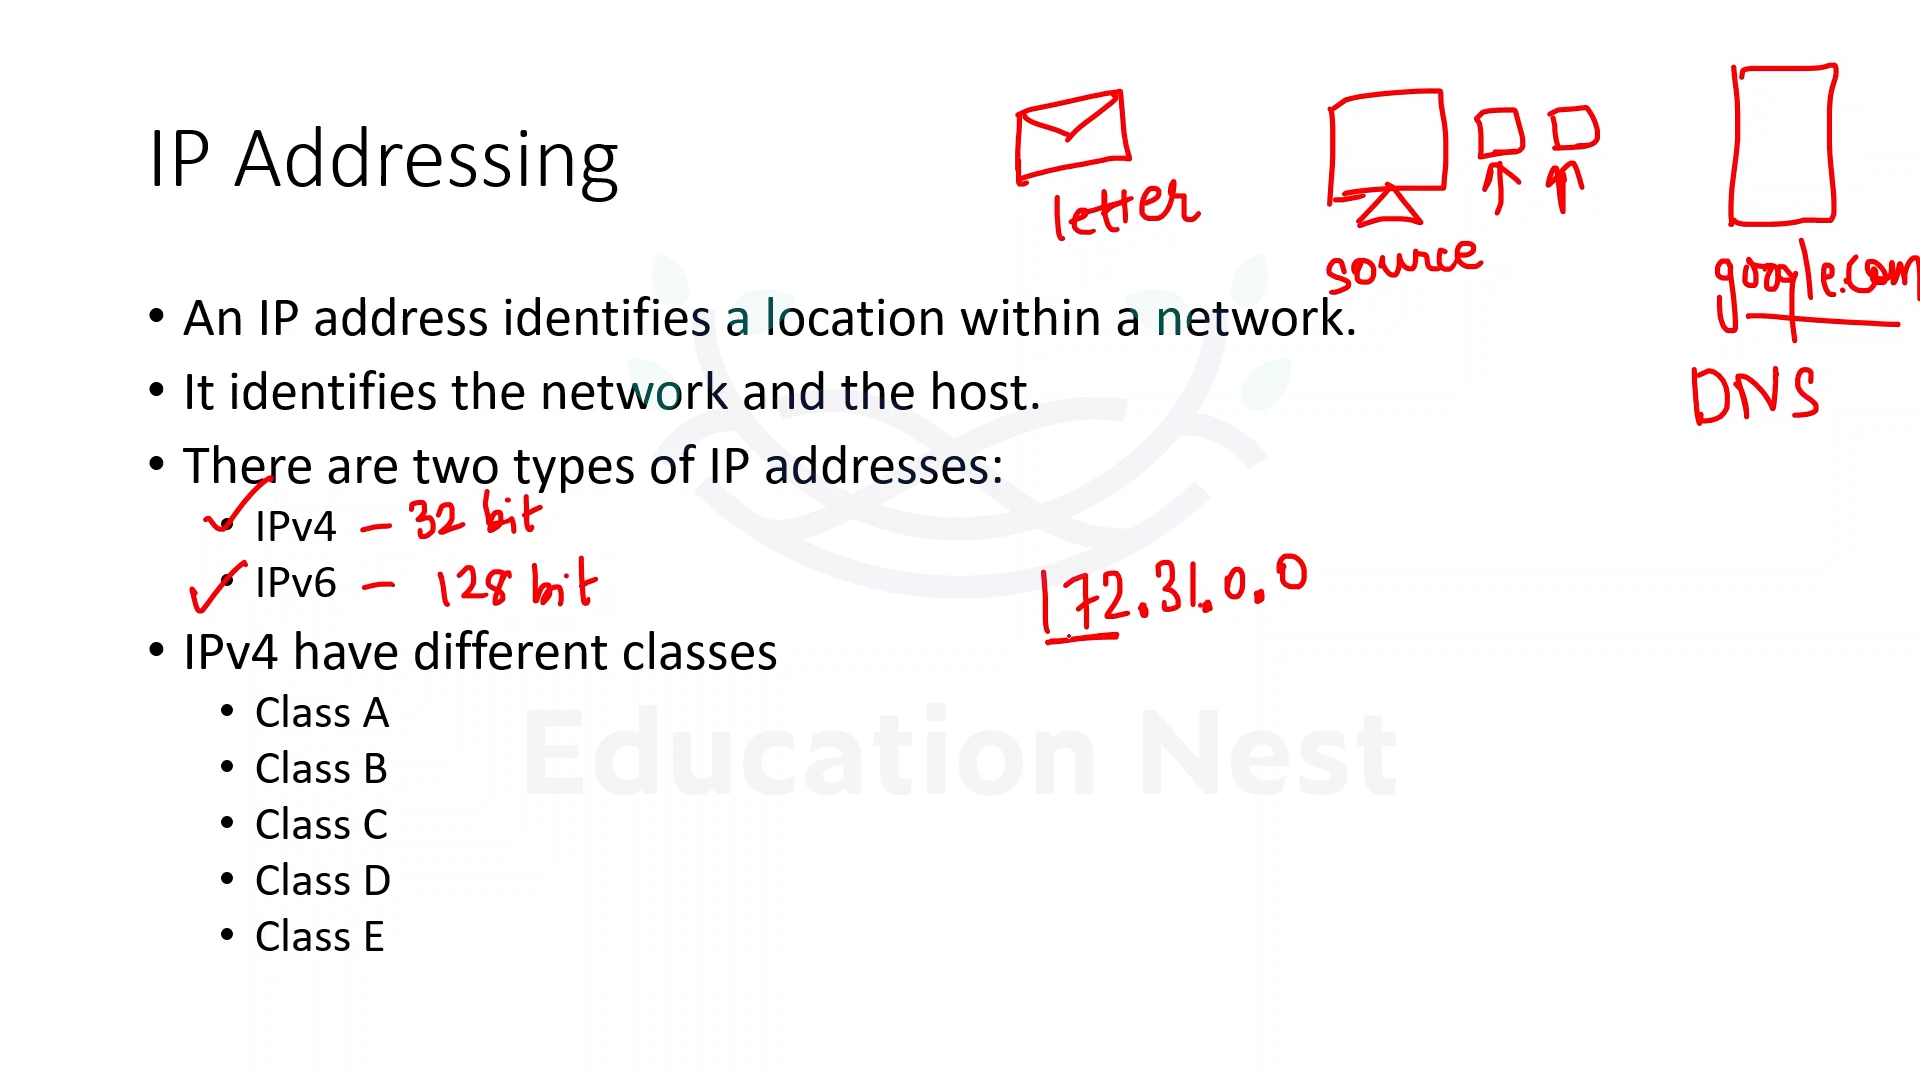 IP Addressing
letter
source
google.com
DNS
• An IP address identifies a location within a network.
• It identifies the network and the host.
• There are two types of IP addresses:
• IPv4 – 32 bit
• IPv6 – 128 bit
172.31.0.0
• IPv4 have different classes
• Class A
• Class B
• Class C
• Class D
• Class E
Education Nest